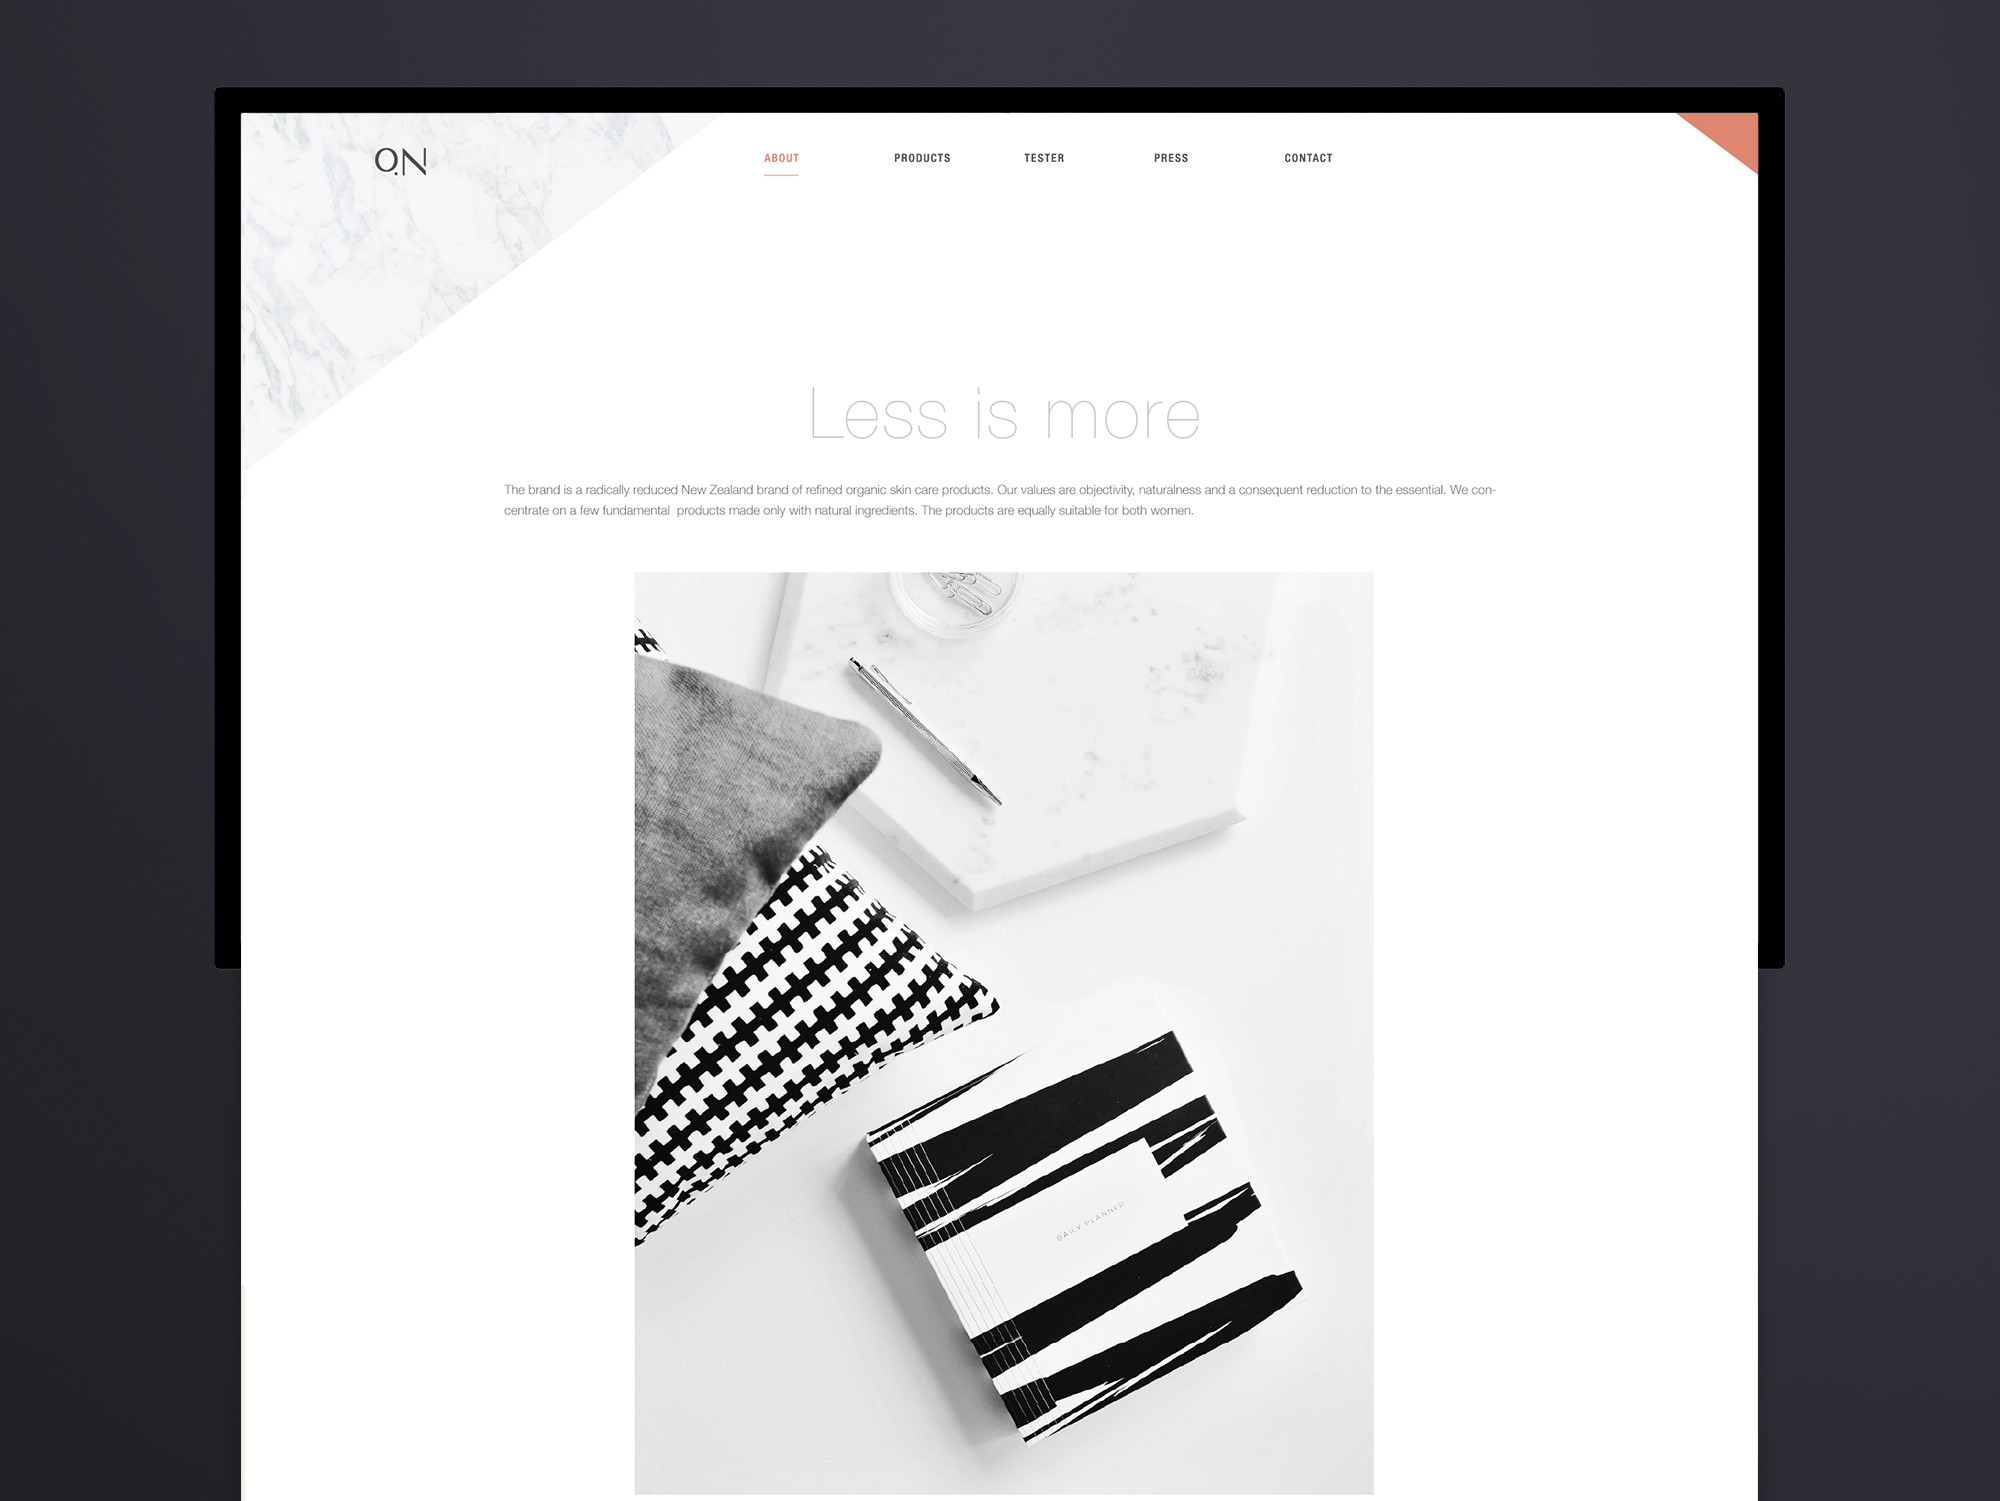 O.N
ABOUT PRODUCTS TESTER PRESS CONTACT
Less is more
The brand is a radically reduced New Zealand brand of refined organic skin care products. Our values are objectivity, naturalness and a consequent reduction to the essential. We con-
centrate on a few fundamental  products made only with natural ingredients. The products are equally suitable for both women.
DAILY PLANNER